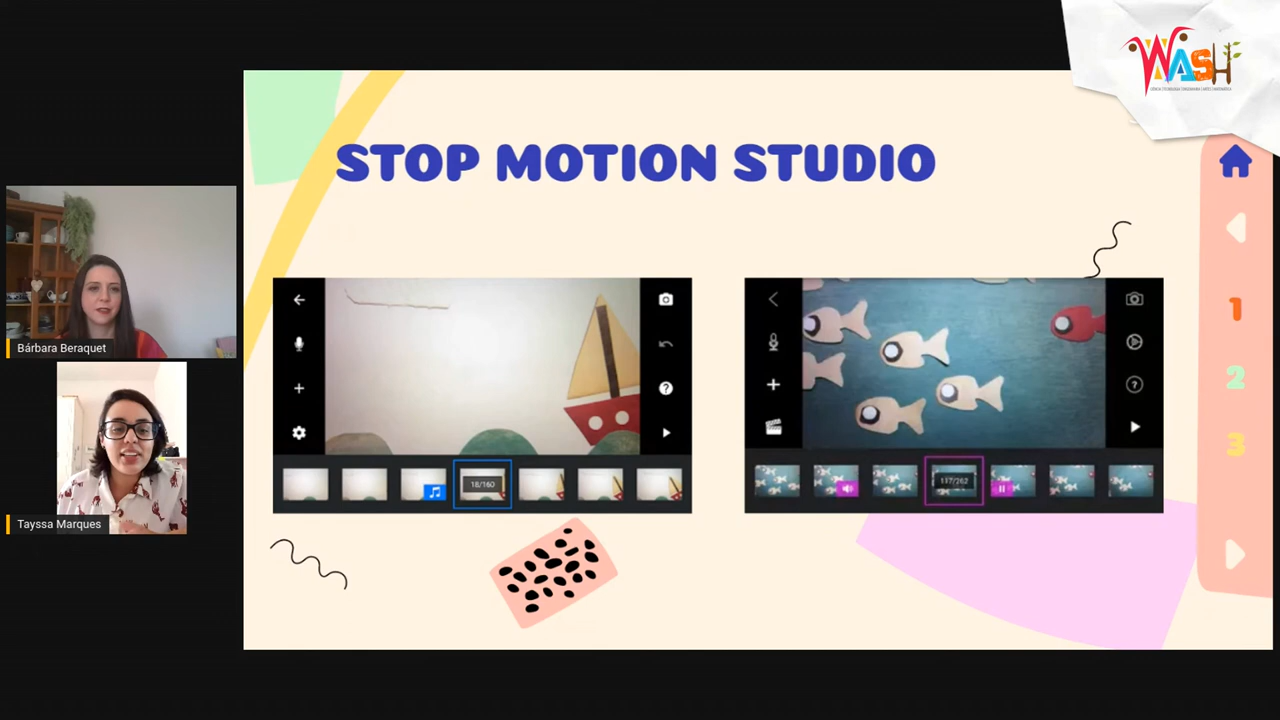 WASH
STOP MOTION STUDIO
1
2
3
18/160
117/262
Bárbara Beraquet
Tayssa Marques